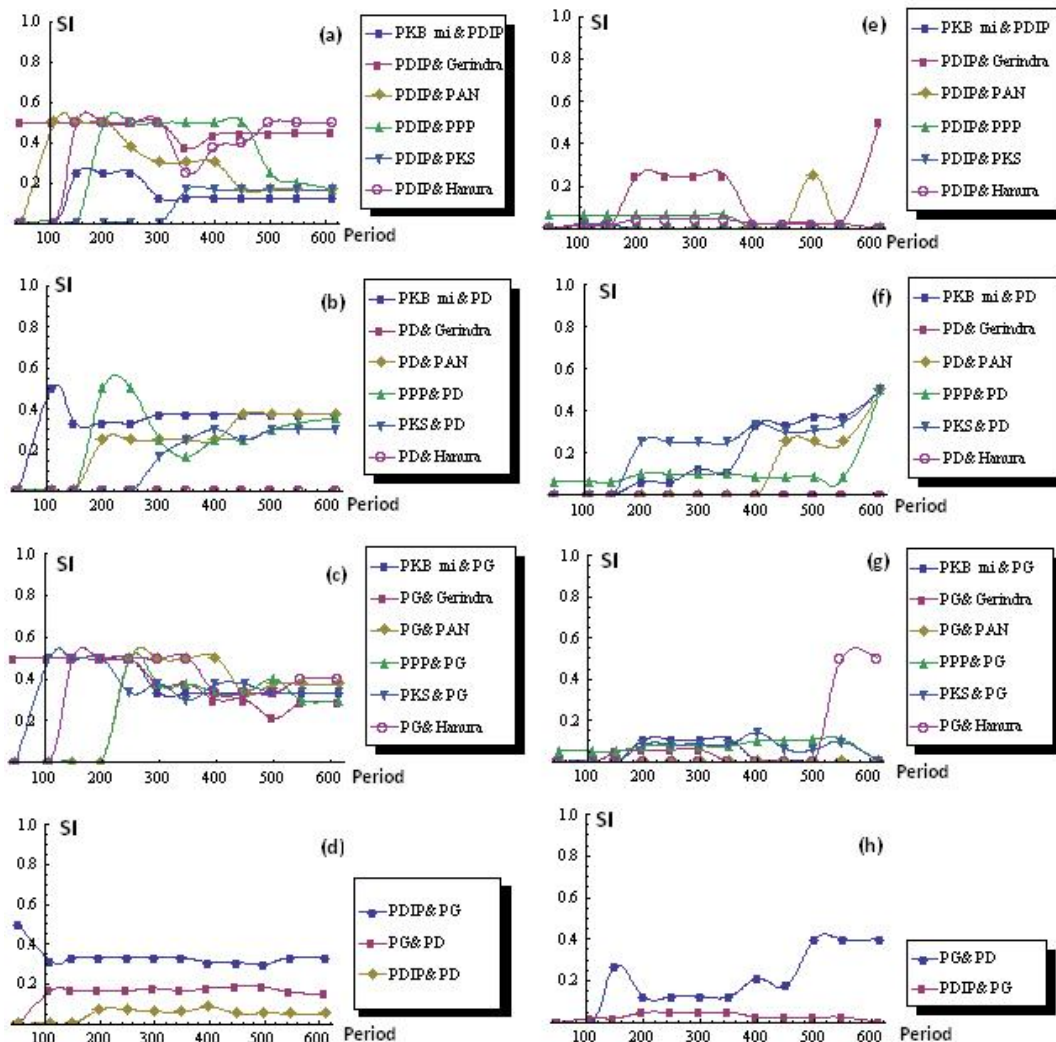 SI
(a)
1.0
0.8
0.6
0.4
0.2
100 200 300 400 500 600 Period
PKB mi & PDIP
PDIP& Gerindra
PDIP& PAN
PDIP& PPP
PDIP& PKS
PDIP& Hanura
(e)
1.0
0.8
0.6
0.4
0.2
100 200 300 400 500 600 Period
PKB mi & PDIP
PDIP& Gerindra
PDIP& PAN
PDIP& PPP
PDIP& PKS
PDIP& Hanura
SI
(b)
1.0
0.8
0.6
0.4
0.2
100 200 300 400 500 600 Period
PKB mi & PD
PD& Gerindra
PD& PAN
PPP& PD
PKS& PD
PD& Hanura
SI
(f)
1.0
0.8
0.6
0.4
0.2
100 200 300 400 500 600 Period
PKB mi & PD
PD& Gerindra
PD& PAN
PPP& PD
PKS& PD
PD& Hanura
SI
(c)
1.0
0.8
0.6
0.4
0.2
100 200 300 400 500 600 Period
PKB mi & PG
PG& Gerindra
PG& PAN
PPP& PG
PKS& PG
PG& Hanura
SI
(g)
1.0
0.8
0.6
0.4
0.2
100 200 300 400 500 600 Period
PKB mi & PG
PG& Gerindra
PG& PAN
PPP& PG
PKS& PG
PG& Hanura
SI
(d)
1.0
0.8
0.6
0.4
0.2
100 200 300 400 500 600 Period
PDIP& PG
PG& PD
PDIP& PD
SI
(h)
1.0
0.8
0.6
0.4
0.2
100 200 300 400 500 600 Period
PG& PD
PDIP& PG